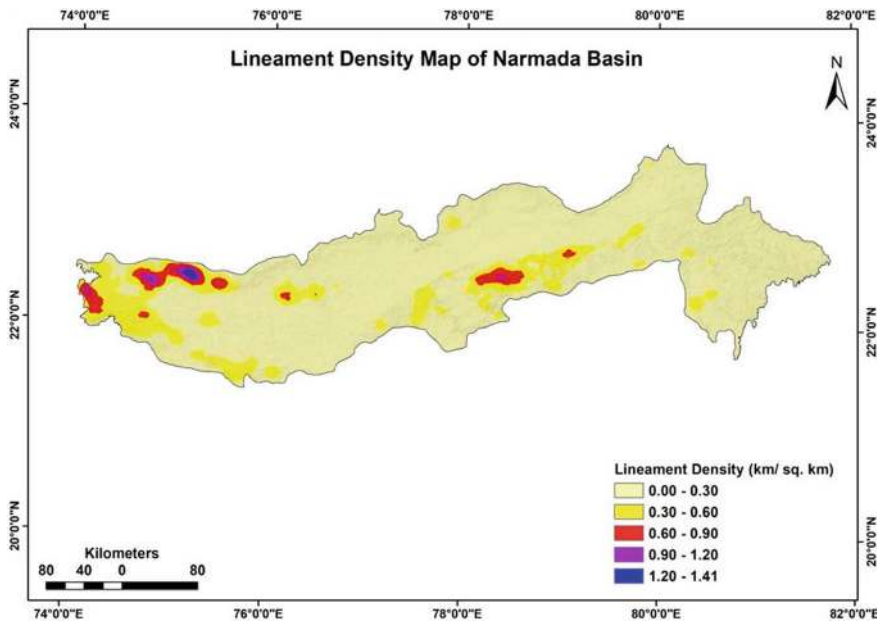 74°0'0"E 76°0'0"E 78°0'0"E 80°0'0"E 82°0'0"E
Lineament Density Map of Narmada Basin
N
24°0'0"N 24°0'0"N
22°0'0"N 22°0'0"N
Lineament Density (km/ sq. km)
0.00 - 0.30
0.30 - 0.60
20°0'0"N 0.60 - 0.90 20°0'0"N
Kilometers 0.90 - 1.20
80 40 0 80 1.20 - 1.41
74°0'0"E 76°0'0"E 78°0'0"E 80°0'0"E 82°0'0"E